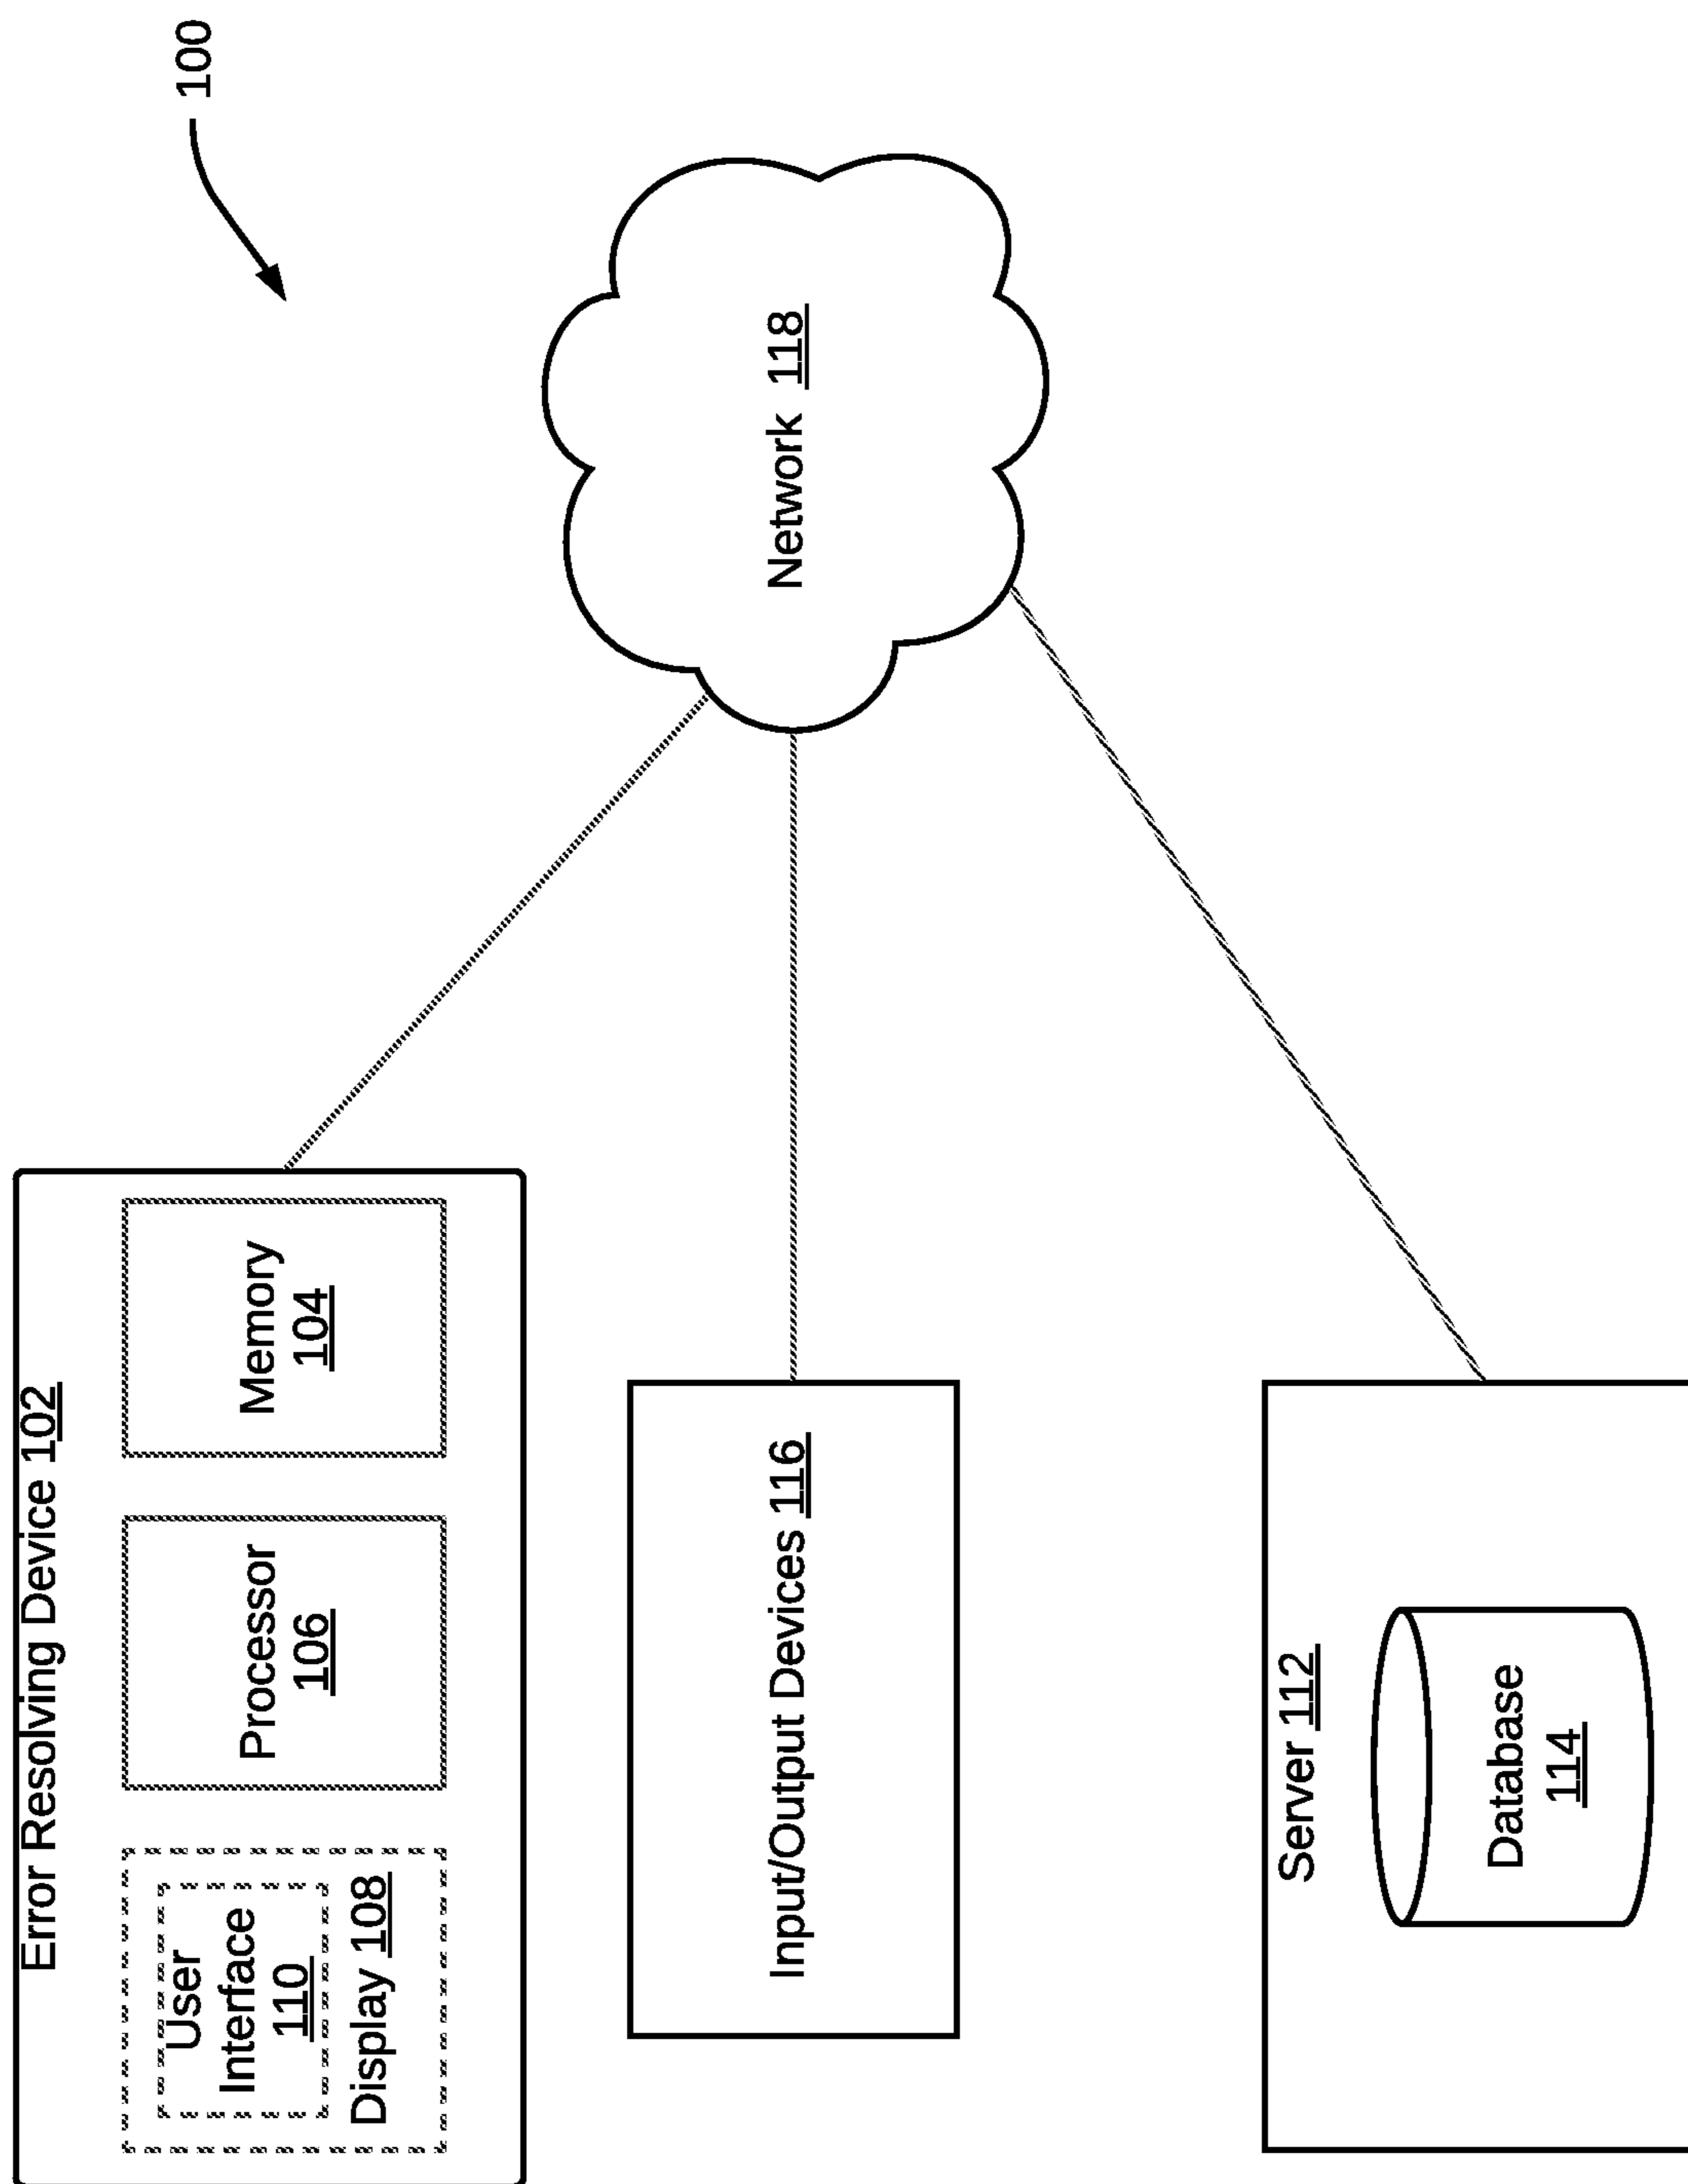 100
Error Resolving Device 102
User
Interface
110
Display 108
Processor
106
Memory
104
Network 118
Input/Output Devices 116
Server 112
Database
114